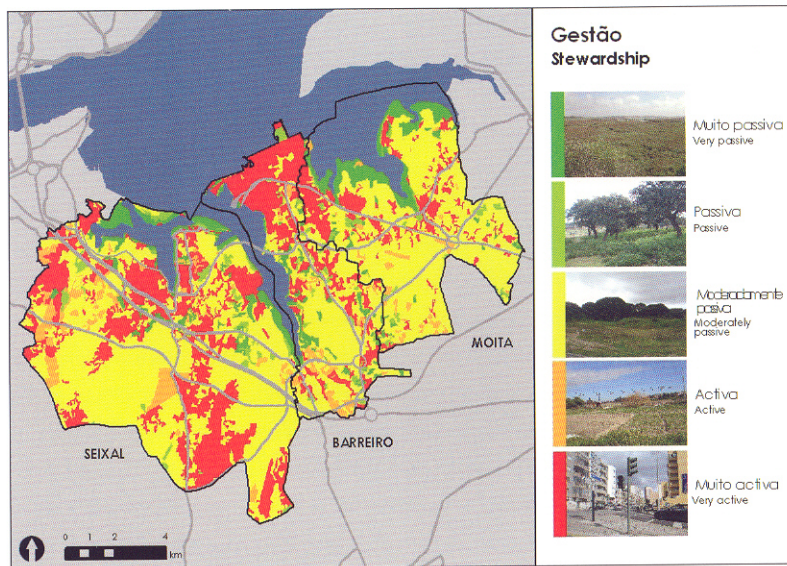 Gestão
Stewardship
Muito passiva
Very passive
Passiva
Passive
Moderadamente
passiva
Moderately
passive
Activa
Active
Muito activa
Very active
MOITA
BARREIRO
SEIXAL
0 1 2 4
km